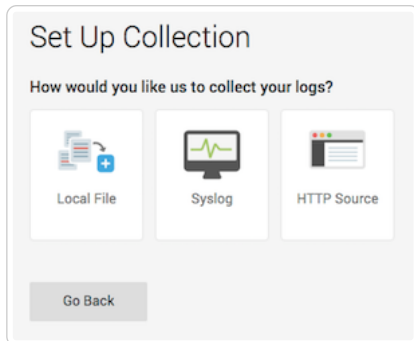 Set Up Collection
How would you like us to collect your logs?
Local File
Syslog
HTTP Source
Go Back